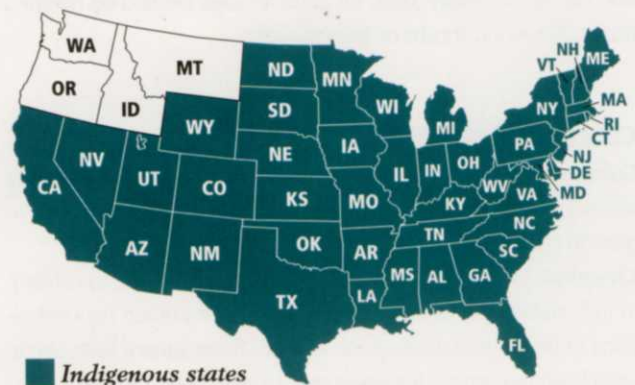 WA
MT
ND
MN
OR
ID
WY
SD
WI
MI
NH
VT
ME
NY
MA
RI
CT
NV
UT
CO
NE
IA
IL
IN
OH
PA
NJ
DE
MD
CA
KS
MO
KY
WV
VA
AZ
NM
OK
AR
TN
NC
SC
TX
LA
MS
AL
GA
FL
Indigenous states